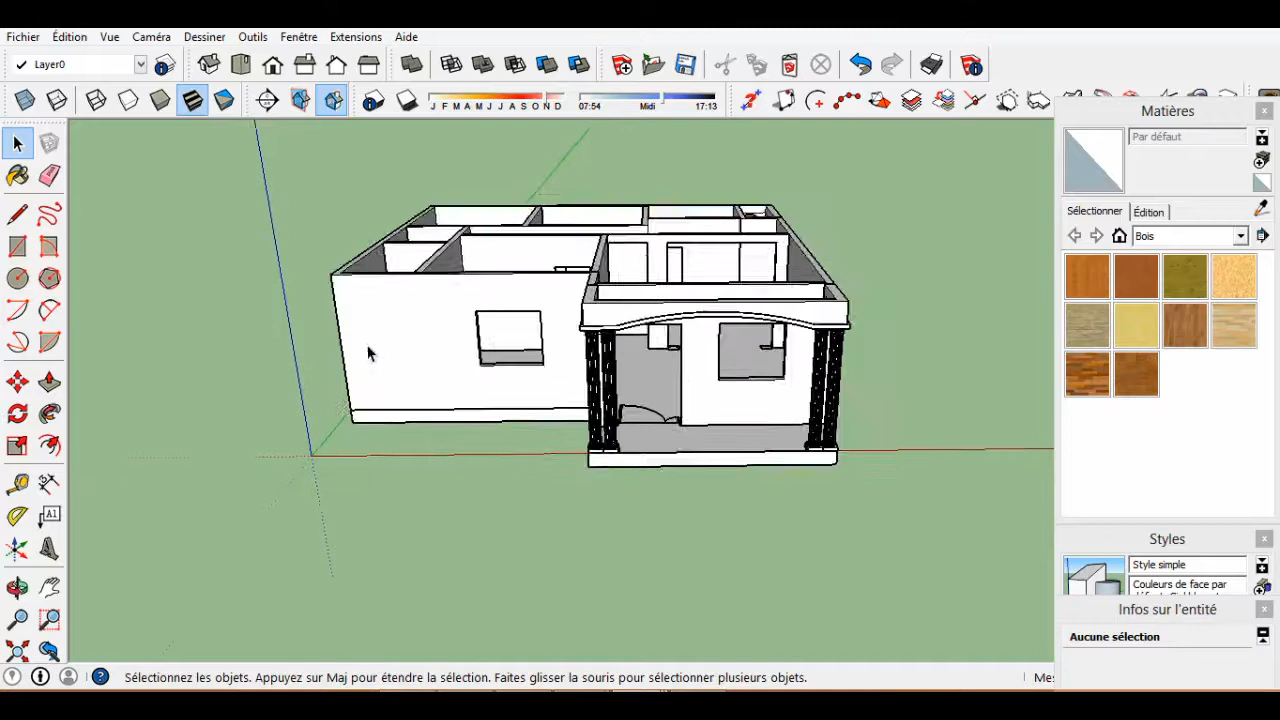 Fichier Édition Vue Caméra Dessiner Outils Fenêtre Extensions Aide
Layer0
J F M A M J J A S O N D
07:54 Midi 17:13
Matières
Par défaut
Sélectionner Édition
Bois
A1
Styles
Style simple
Couleurs de face par
Infos sur l'entité
Aucune sélection
Sélectionnez les objets. Appuyez sur Maj pour étendre la sélection. Faites glisser la souris pour sélectionner plusieurs objets.